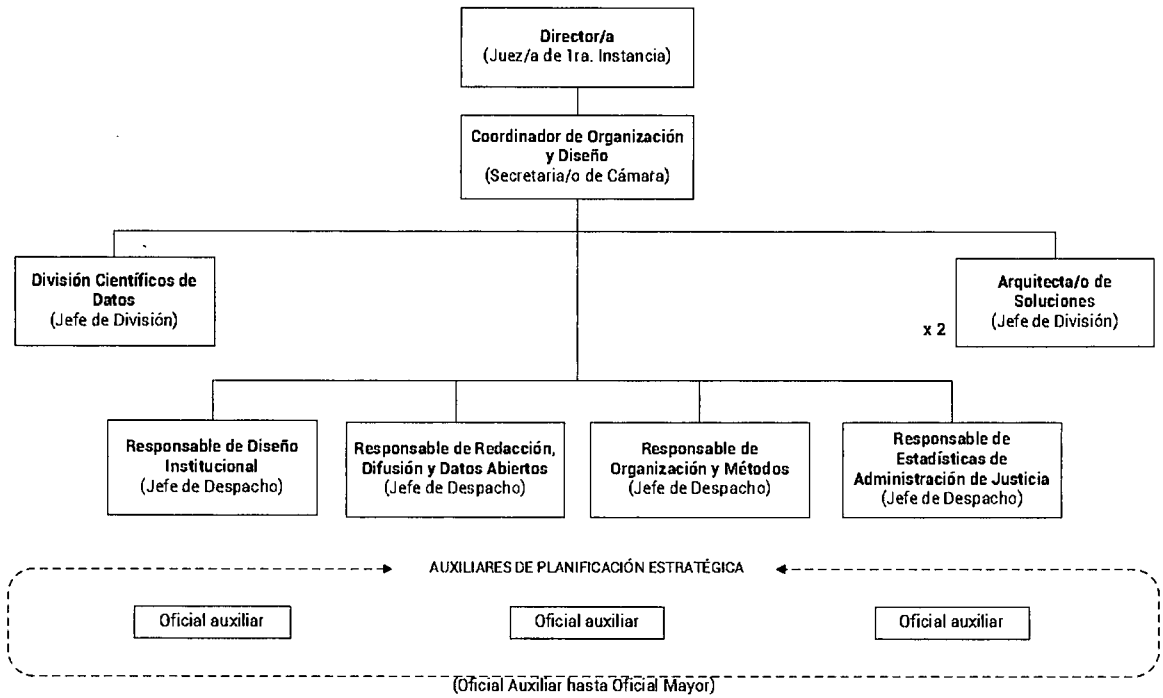 Director/a
(Juez/a de 1ra. Instancia)
Coordinador de Organización
y Diseño
(Secretaria/o de Cámara)
División Científicos de
Datos
(Jefe de División)
x 2
Arquitecta/o de
Soluciones
(Jefe de División)
Responsable de Diseño
Institucional
(Jefe de Despacho)
Responsable de Redacción,
Difusión y Datos Abiertos
(Jefe de Despacho)
Responsable de
Organización y Métodos
(Jefe de Despacho)
Responsable de
Estadísticas de
Administración de Justicia
(Jefe de Despacho)
AUXILIARES DE PLANIFICACIÓN ESTRATÉGICA
Oficial auxiliar
Oficial auxiliar
Oficial auxiliar
(Oficial Auxiliar hasta Oficial Mayor)